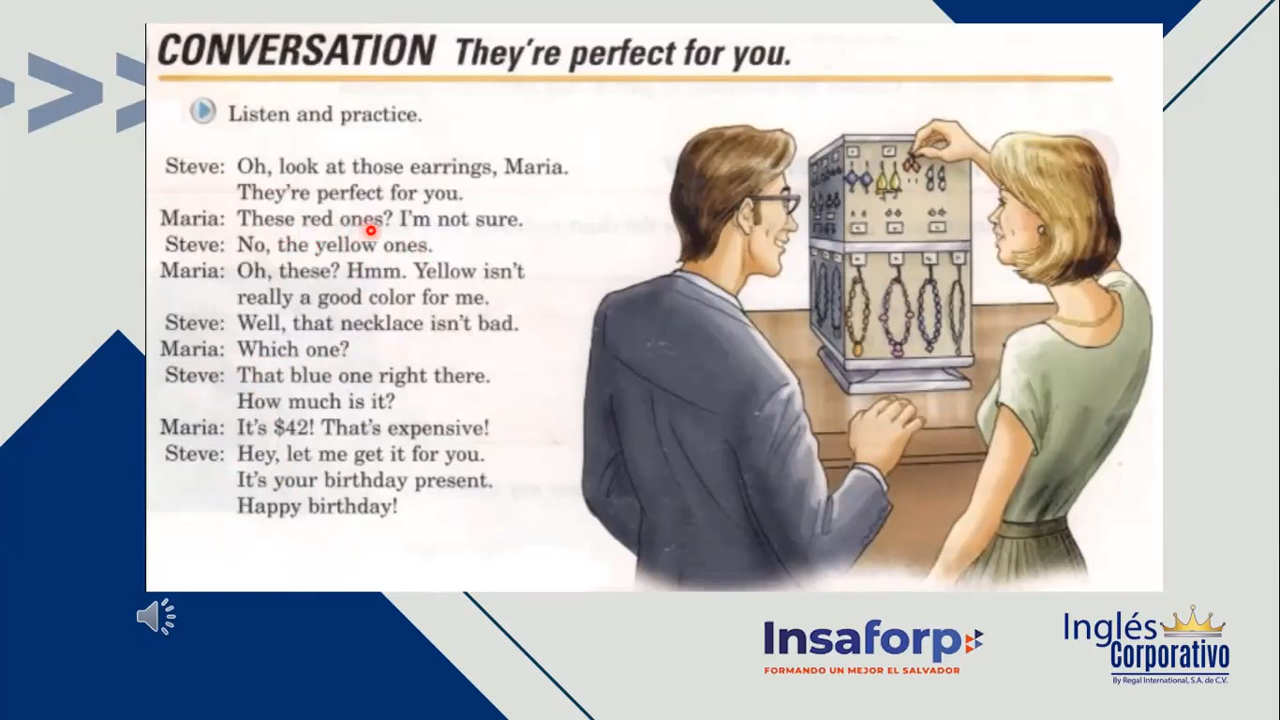 CONVERSATION They're perfect for you.
Listen and practice.
Steve: Oh, look at those earrings, Maria.
They're perfect for you.
Maria: These red ones? I'm not sure.
Steve: No, the yellow ones.
Maria: Oh, these? Hmm. Yellow isn't
really a good color for me.
Steve: Well, that necklace isn't bad.
Maria: Which one?
Steve: That blue one right there.
How much is it?
Maria: It's $42! That's expensive!
Steve: Hey, let me get it for you.
It's your birthday present.
Happy birthday!
Insaforp
FORMANDO UN MEJOR EL SALVADOR
Inglés
Corporativo
By Regal International, S.A. de C.V.